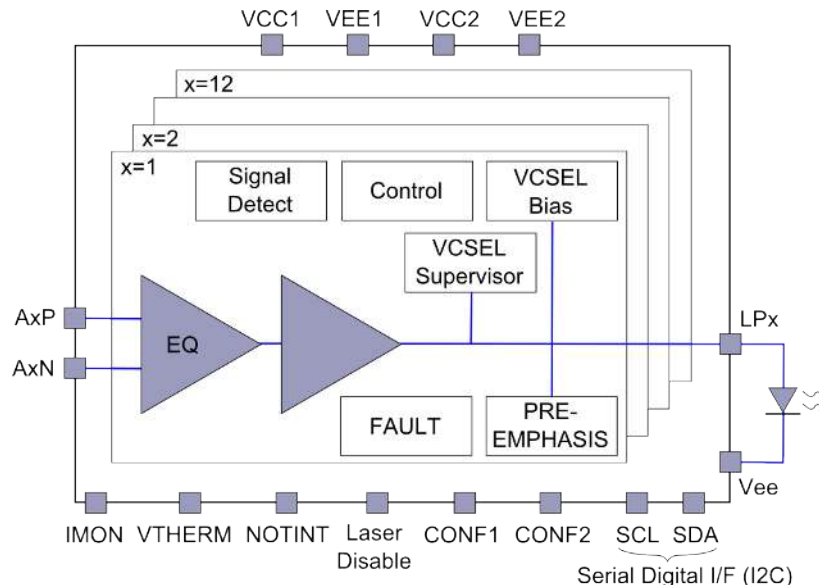 VCC1 VEE1 VCC2 VEE2
x=12
x=2
x=1
Signal
Detect
Control
VCSEL
Bias
VCSEL
Supervisor
AxP
AxN
EQ
LPx
FAULT
PRE-
EMPHASIS
Vee
IMON VTHERM NOTINT Laser
Disable CONF1 CONF2 SCL SDA
Serial Digital I/F (I2C)